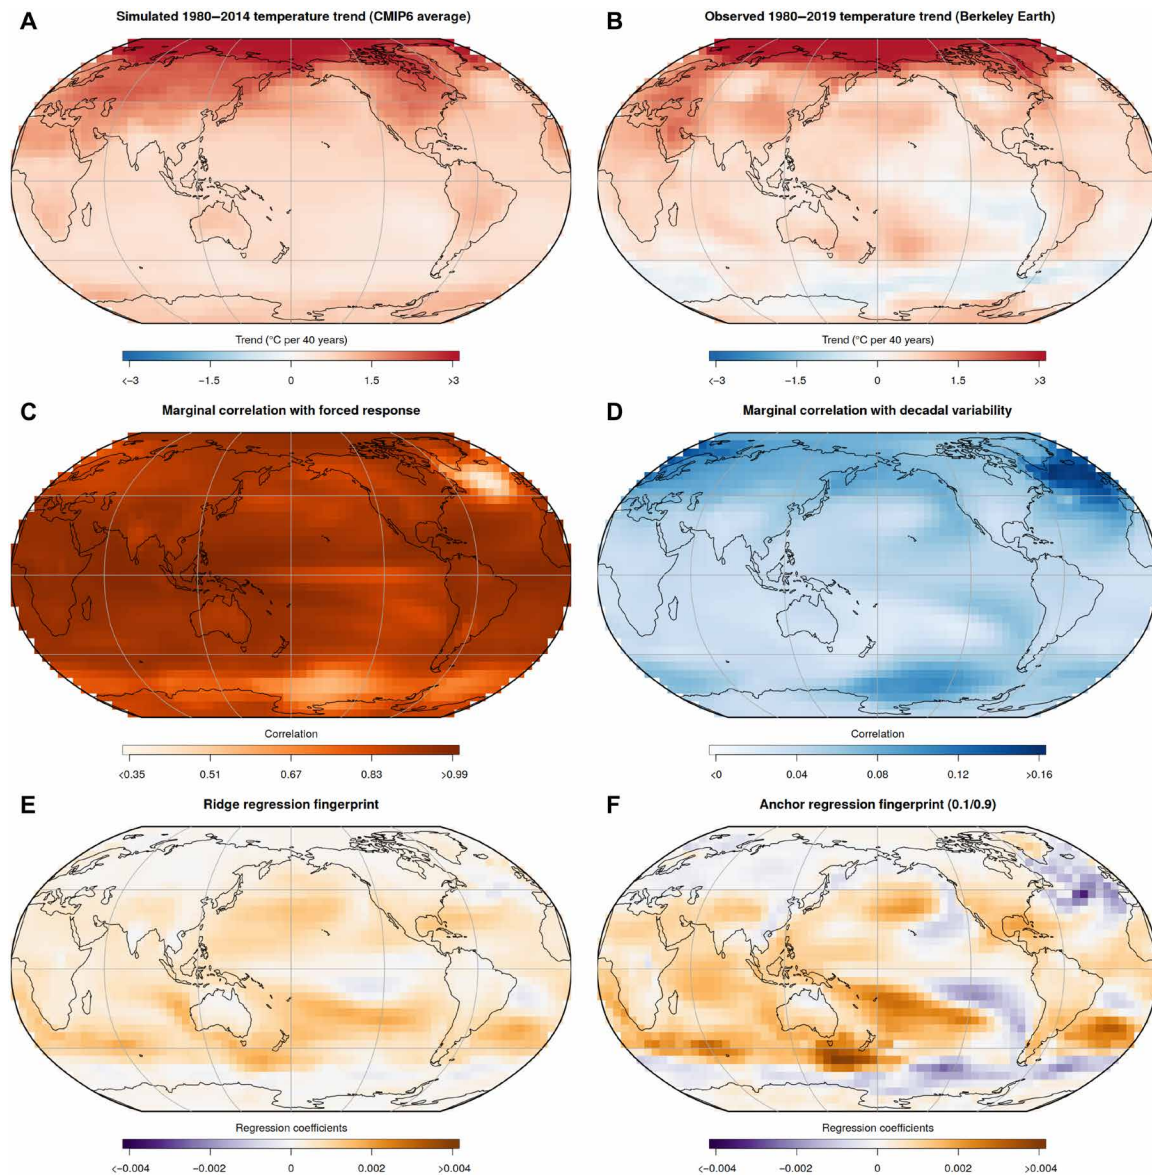 A
Simulated 1980–2014 temperature trend (CMIP6 average)
B
Observed 1980–2019 temperature trend (Berkeley Earth)
Trend (°C per 40 years)
<−3 −1.5 0 1.5 >3
Trend (°C per 40 years)
<−3 −1.5 0 1.5 >3
C
Marginal correlation with forced response
D
Marginal correlation with decadal variability
Correlation
<0.35 0.51 0.67 0.83 >0.99
Correlation
<0 0.04 0.08 0.12 >0.16
E
Ridge regression fingerprint
F
Anchor regression fingerprint (0.1/0.9)
Regression coefficients
<−0.004 −0.002 0 0.002 >0.004
Regression coefficients
<−0.004 −0.002 0 0.002 >0.004